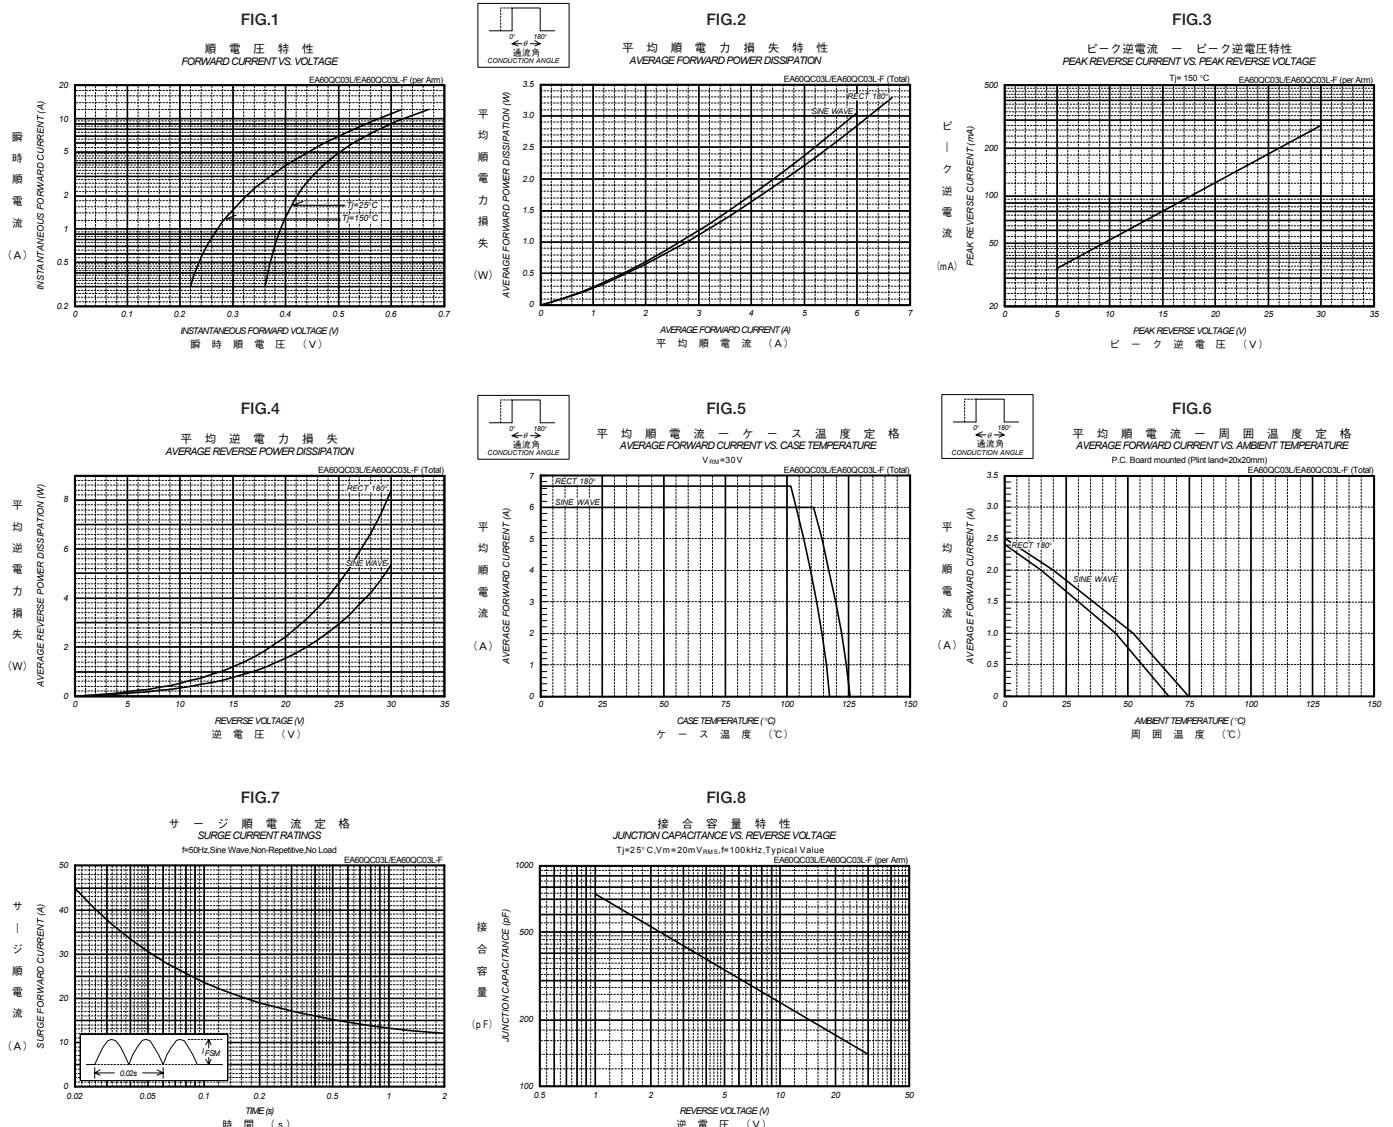 FIG.1
順電圧特性
FORWARD CURRENT VS. VOLTAGE
EA60QC03L/EA60QC03L-F (per Arm)
瞬時順電流 (A)
INSTANTANEOUS FORWARD CURRENT (A)
20
10
5
2
1
0.5
0.2
Tj=25°C
Tj=150°C
0 0.1 0.2 0.3 0.4 0.5 0.6 0.7
INSTANTANEOUS FORWARD VOLTAGE (V)
瞬時順電圧 (V)
0° 180°
θ
通流角
CONDUCTION ANGLE
FIG.2
平均順電力損失特性
AVERAGE FORWARD POWER DISSIPATION
EA60QC03L/EA60QC03L-F (Total)
平均順電力損失 (W)
AVERAGE FORWARD POWER DISSIPATION (W)
3.5
3.0
2.5
2.0
1.5
1.0
0.5
0
RECT 180°
SINE WAVE
0 1 2 3 4 5 6 7
AVERAGE FORWARD CURRENT (A)
平均順電流 (A)
FIG.3
ピーク逆電流 ー ピーク逆電圧特性
PEAK REVERSE CURRENT VS. PEAK REVERSE VOLTAGE
Tj= 150 °C
EA60QC03L/EA60QC03L-F (per Arm)
ピーク逆電流 (mA)
PEAK REVERSE CURRENT (mA)
500
200
100
50
20
0 5 10 15 20 25 30 35
PEAK REVERSE VOLTAGE (V)
ピーク逆電圧 (V)
FIG.4
平均逆電力損失
AVERAGE REVERSE POWER DISSIPATION
EA60QC03L/EA60QC03L-F (Total)
平均逆電力損失 (W)
AVERAGE REVERSE POWER DISSIPATION (W)
8
6
4
2
0
RECT 180°
SINE WAVE
0 5 10 15 20 25 30 35
REVERSE VOLTAGE (V)
逆電圧 (V)
0° 180°
θ
通流角
CONDUCTION ANGLE
FIG.5
平均順電流ーケース温度定格
AVERAGE FORWARD CURRENT VS. CASE TEMPERATURE
VRM=30V
EA60QC03L/EA60QC03L-F (Total)
平均順電流 (A)
AVERAGE FORWARD CURRENT (A)
7
6
5
4
3
2
1
0
RECT 180°
SINE WAVE
0 25 50 75 100 125 150
CASE TEMPERATURE (°C)
ケース温度 (℃)
0° 180°
θ
通流角
CONDUCTION ANGLE
FIG.6
平均順電流ー周囲温度定格
AVERAGE FORWARD CURRENT VS. AMBIENT TEMPERATURE
P.C. Board mounted (Plint land=20x20mm)
EA60QC03L/EA60QC03L-F (Total)
平均順電流 (A)
AVERAGE FORWARD CURRENT (A)
3.5
3.0
2.5
2.0
1.5
1.0
0.5
0
RECT 180°
SINE WAVE
0 25 50 75 100 125 150
AMBIENT TEMPERATURE (°C)
周囲温度 (℃)
FIG.7
サージ順電流定格
SURGE CURRENT RATINGS
f=50Hz,Sine Wave,Non-Repetitive,No Load
EA60QC03L/EA60QC03L-F
サージ順電流 (A)
SURGE FORWARD CURRENT (A)
50
40
30
20
10
0
IFSM
0.02s
0.02 0.05 0.1 0.2 0.5 1 2
TIME (s)
時間 (s)
FIG.8
接合容量特性
JUNCTION CAPACITANCE VS. REVERSE VOLTAGE
Tj=25°C,Vm=20mVRMS,f=100kHz,Typical Value
EA60QC03L/EA60QC03L-F (per Arm)
接合容量 (pF)
JUNCTION CAPACITANCE (pF)
1000
500
200
100
0.5 1 2 5 10 20 50
REVERSE VOLTAGE (V)
逆電圧 (V)